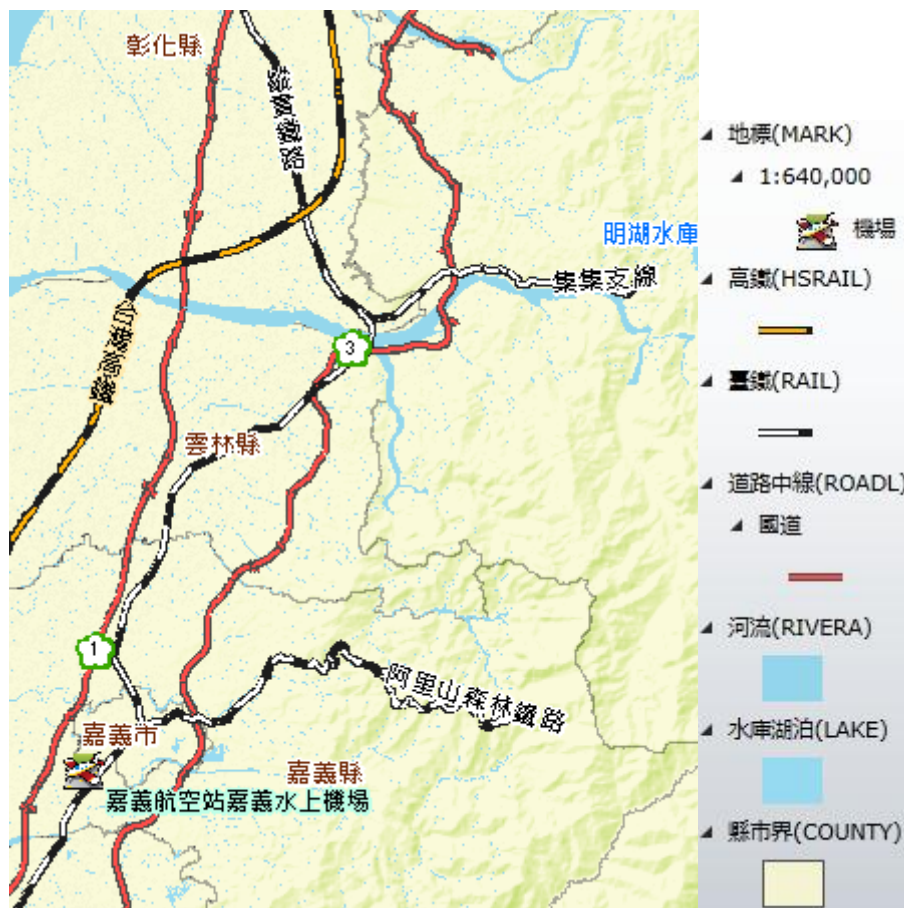 彰化縣
縱貫鐵路
明湖水庫
集集支線
台灣高鐵
3
雲林縣
1
阿里山森林鐵路
嘉義市
嘉義縣
嘉義航空站嘉義水上機場
地標(MARK)
1:640,000
機場
高鐵(HSRAIL)
臺鐵(RAIL)
道路中線(ROADL)
國道
河流(RIVERA)
水庫湖泊(LAKE)
縣市界(COUNTY)